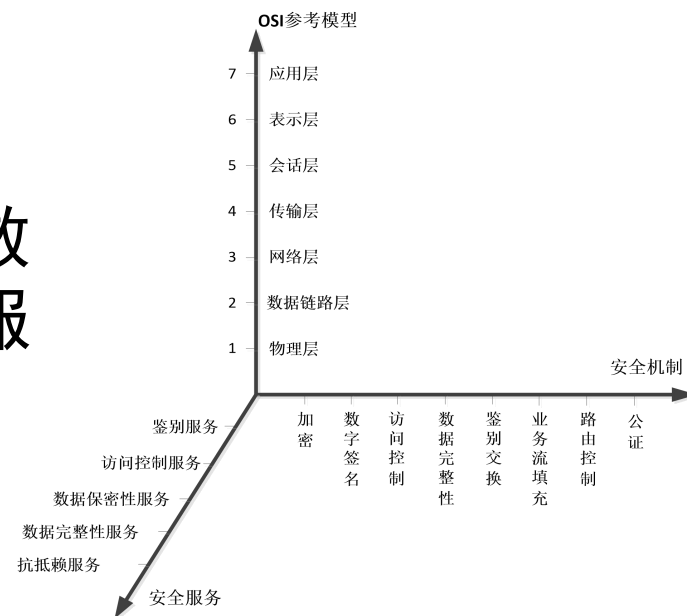 OSI参考模型
7 应用层
6 表示层
5 会话层
4 传输层
3 网络层
2 数据链路层
1 物理层
安全机制
加密
数字签名
访问控制
数据完整性
鉴别交换
业务流填充
路由控制
公证
鉴别服务
访问控制服务
数据保密性服务
数据完整性服务
抗抵赖服务
安全服务
服